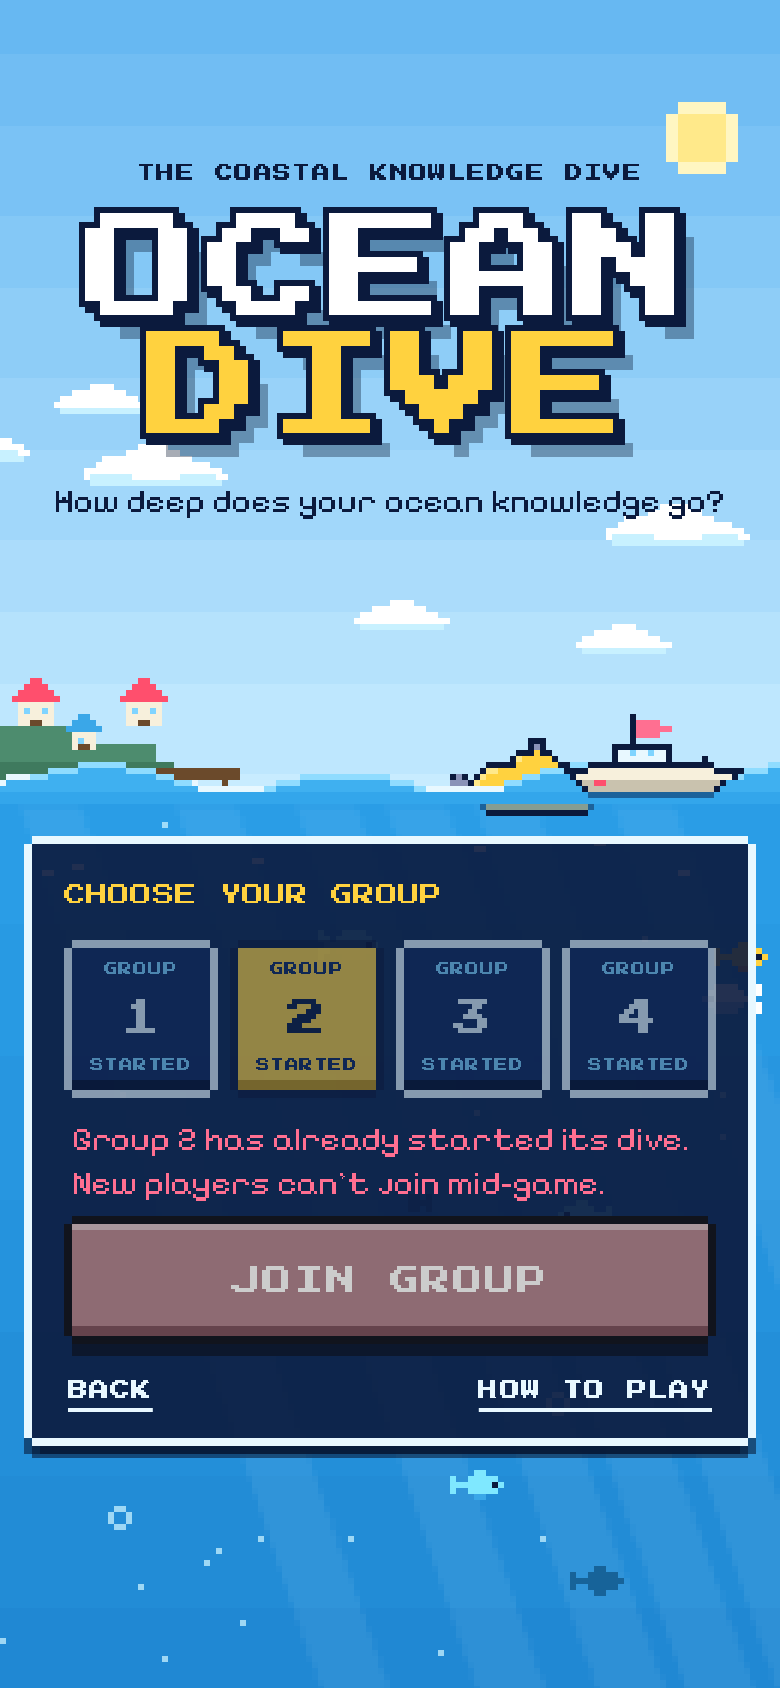 THE COASTAL KNOWLEDGE DIVE
OCEAN
DIVE
How deep does your ocean knowledge go?
CHOOSE YOUR GROUP
GROUP GROUP GROUP GROUP
1 2 3 4
STARTED STARTED STARTED STARTED
Group 2 has already started its dive.
New players can't join mid-game.
JOIN GROUP
BACK HOW TO PLAY